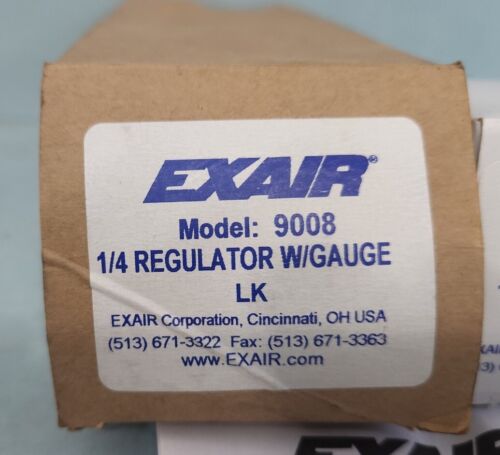 EXAIR®
Model: 9008
1/4 REGULATOR W/GAUGE
LK
EXAIR Corporation, Cincinnati, OH USA
(513) 671-3322 Fax: (513) 671-3363
www.EXAIR.com
EXAIR